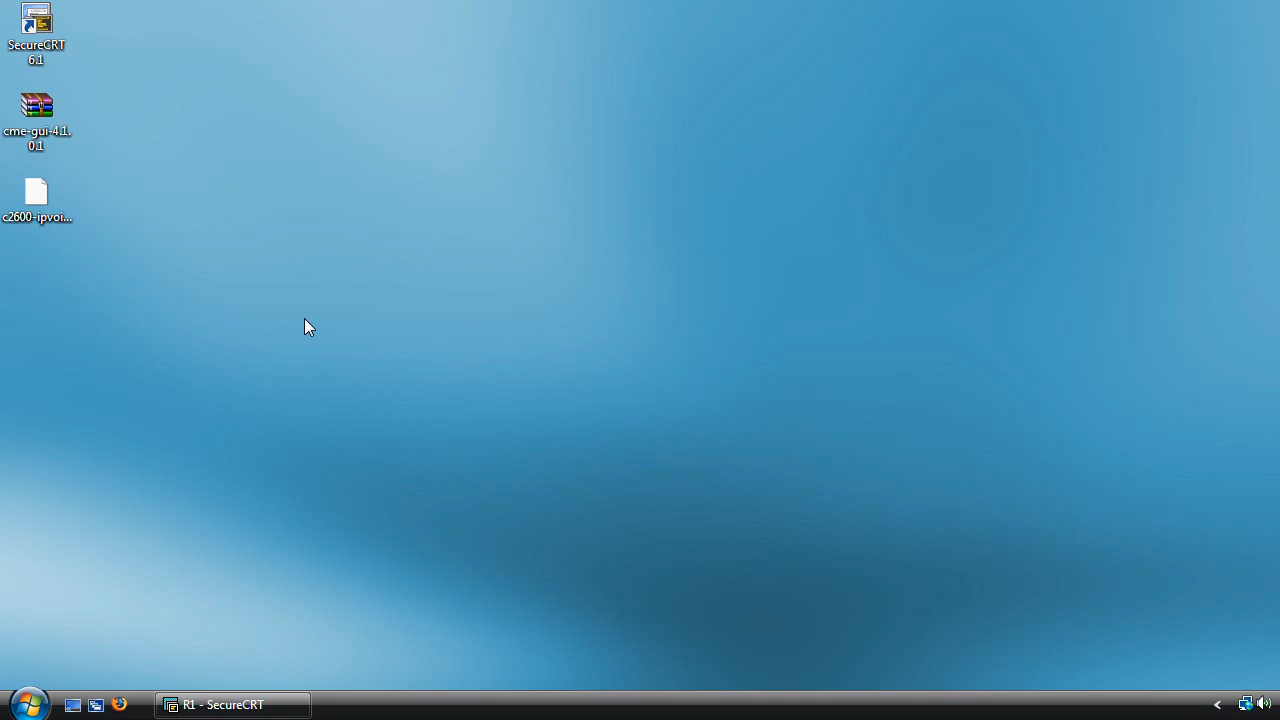 SecureCRT
6.1
cme-gui-4.1.
0.1
c2600-ipvoi...
R1 - SecureCRT